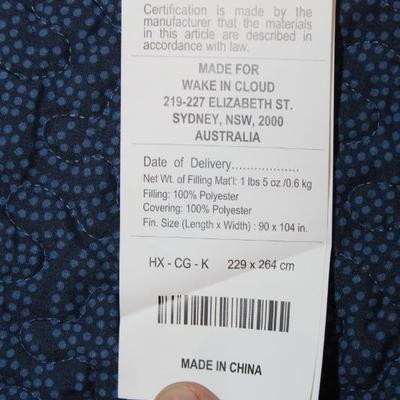 Certification is made by the
manufacturer that the materials
in this article are described in
accordance with law.
MADE FOR
WAKE IN CLOUD
219-227 ELIZABETH ST.
SYDNEY, NSW, 2000
AUSTRALIA
Date of Delivery..................
Net Wt. of Filling Mat'l: 1 lbs 5 oz /0.6 kg
Filling: 100% Polyester
Covering: 100% Polyester
Fin. Size (Length x Width) : 90 x 104 in.
HX - CG - K 229 x 264 cm
MADE IN CHINA